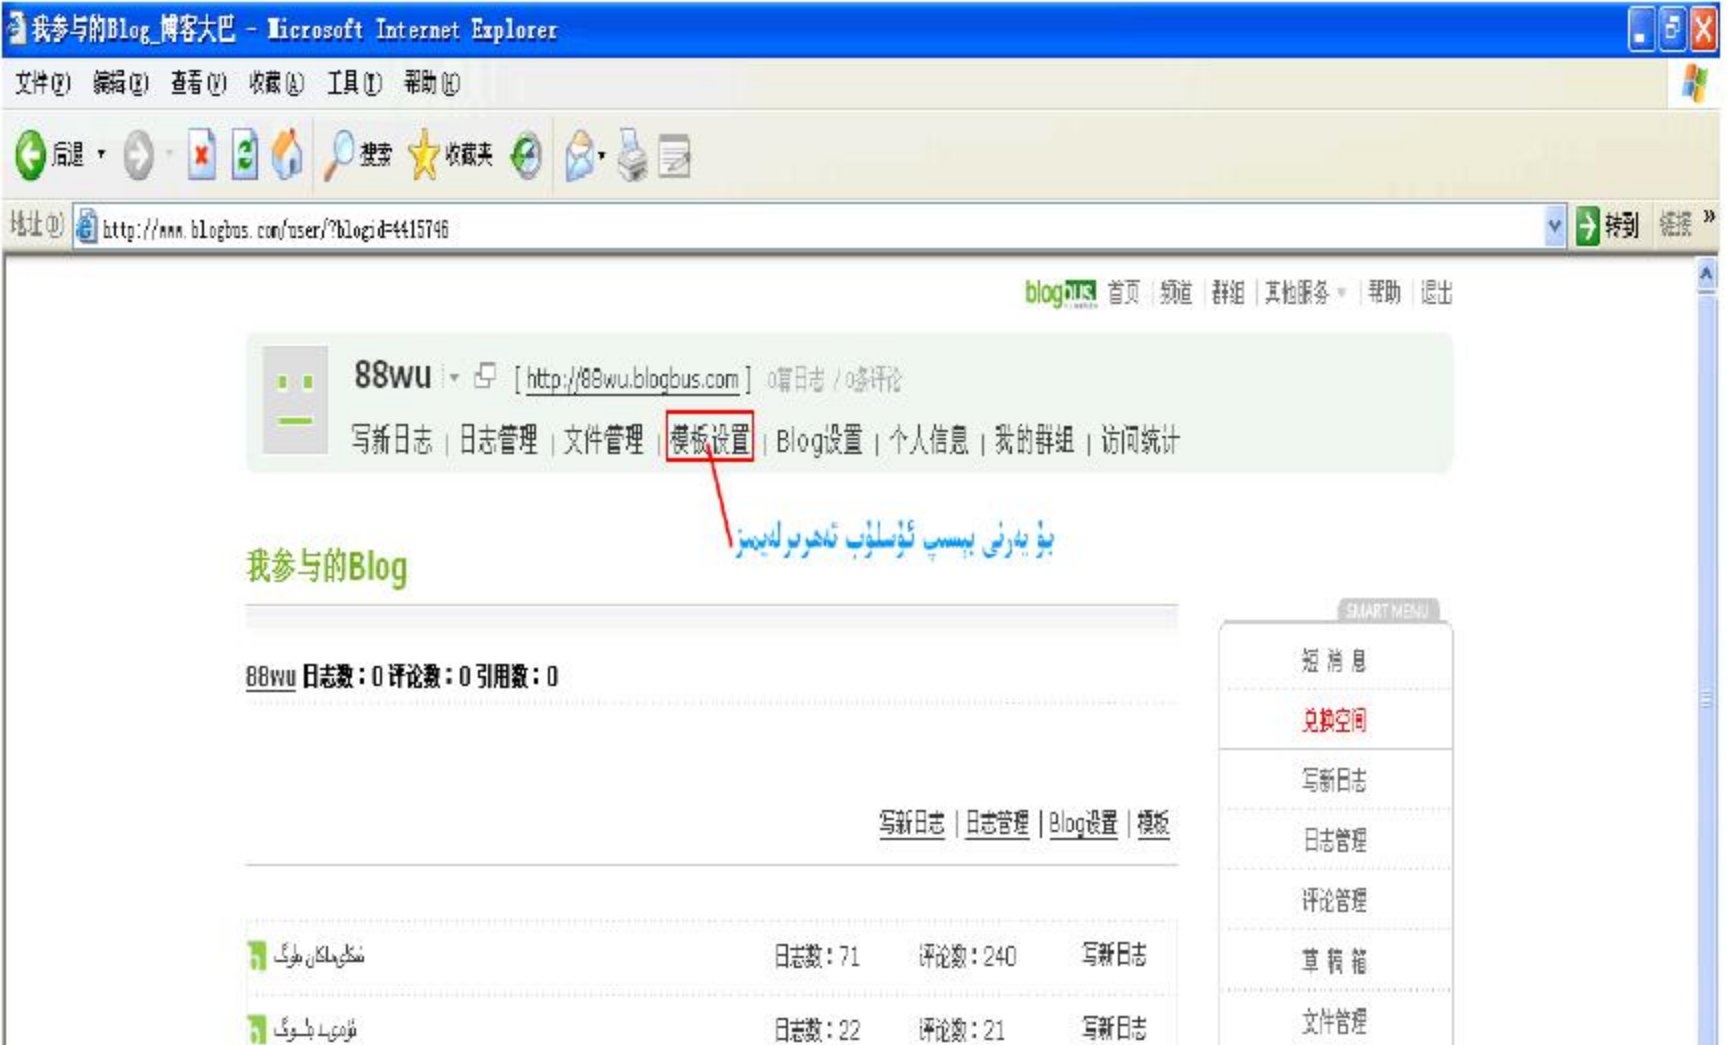 我参与的Blog_博客大巴 - Microsoft Internet Explorer
文件(F) 编辑(E) 查看(V) 收藏(A) 工具(T) 帮助(H)
后退 搜索 收藏夹
地址(D) http://www.blogbus.com/user/?blogid=4415746 转到 链接 »
blogbus 首页 | 频道 | 群组 | 其他服务 | 帮助 | 退出
88wu [ http://88wu.blogbus.com ] 0篇日志 / 0条评论
写新日志 | 日志管理 | 文件管理 | 模板设置 | Blog设置 | 个人信息 | 我的群组 | 访问统计
بۇ يەرنى بېسىپ ئۇسلۇب تەھرىرلەيمىز
我参与的Blog
SMART MENU
88wu 日志数：0 评论数：0 引用数：0
短 消 息
兑换空间
写新日志
写新日志 | 日志管理 | Blog设置 | 模板
日志管理
评论管理
日志数：71 评论数：240 写新日志
草 稿 箱
日志数：22 评论数：21 写新日志
文件管理